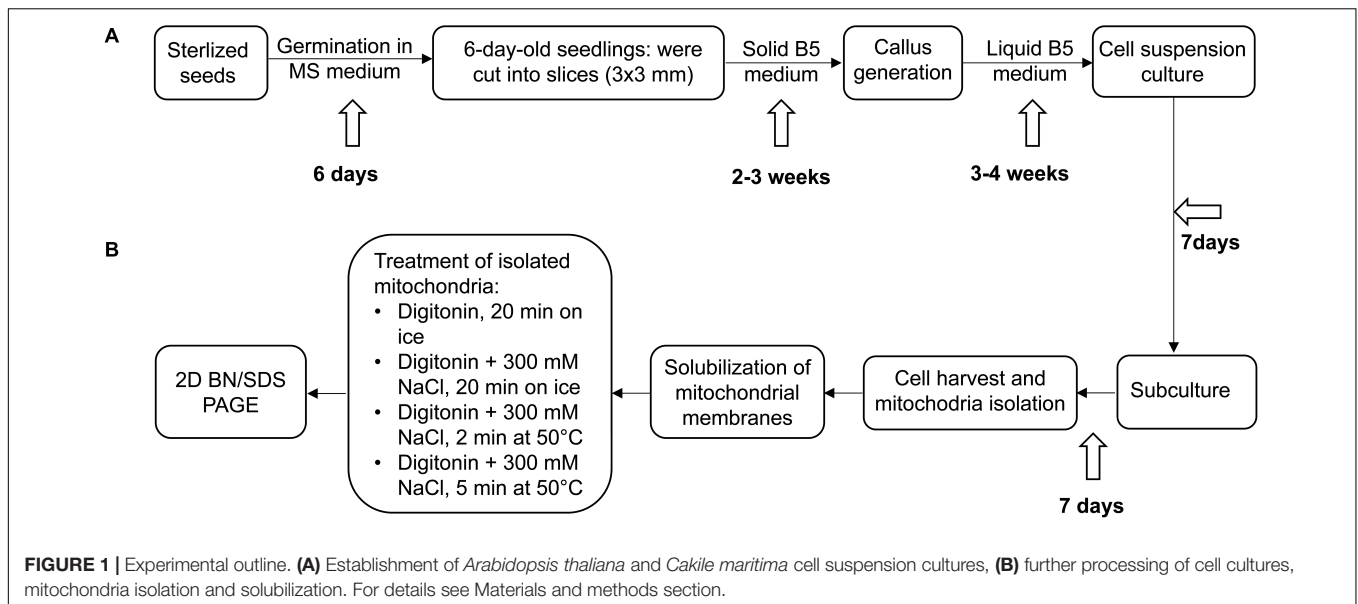 A
Sterlized
seeds
Germination in
MS medium
6 days
6-day-old seedlings: were
cut into slices (3x3 mm)
Solid B5
medium
2-3 weeks
Callus
generation
Liquid B5
medium
3-4 weeks
Cell suspension
culture
7days
B
Subculture
7 days
Cell harvest and
mitochodria isolation
Solubilization of
mitochondrial
membranes
Treatment of isolated
mitochondria:
• Digitonin, 20 min on
ice
• Digitonin + 300 mM
NaCl, 20 min on ice
• Digitonin + 300 mM
NaCl, 2 min at 50°C
• Digitonin + 300 mM
NaCl, 5 min at 50°C
2D BN/SDS
PAGE
FIGURE 1 | Experimental outline. (A) Establishment of Arabidopsis thaliana and Cakile maritima cell suspension cultures, (B) further processing of cell cultures,
mitochondria isolation and solubilization. For details see Materials and methods section.